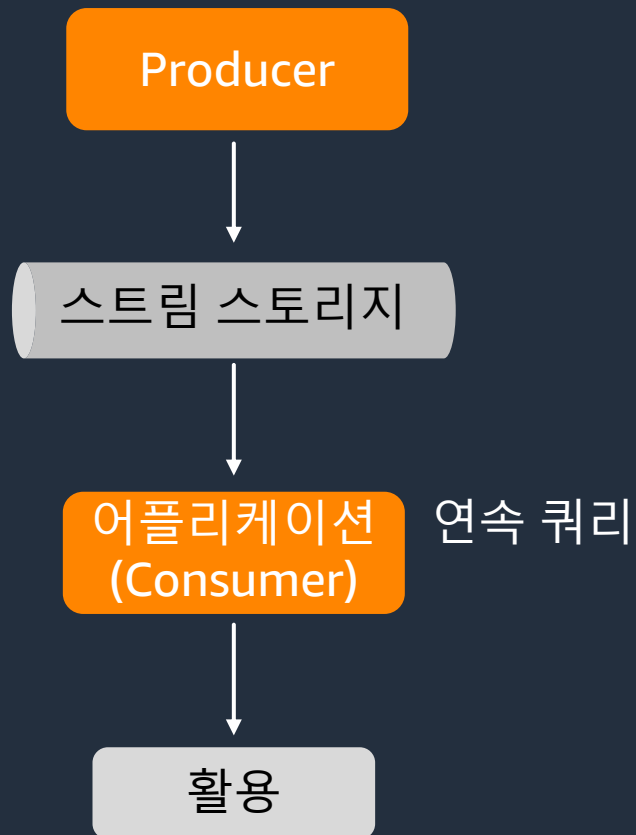 Producer
스트림 스토리지
어플리케이션
(Consumer)
연속 쿼리
활용